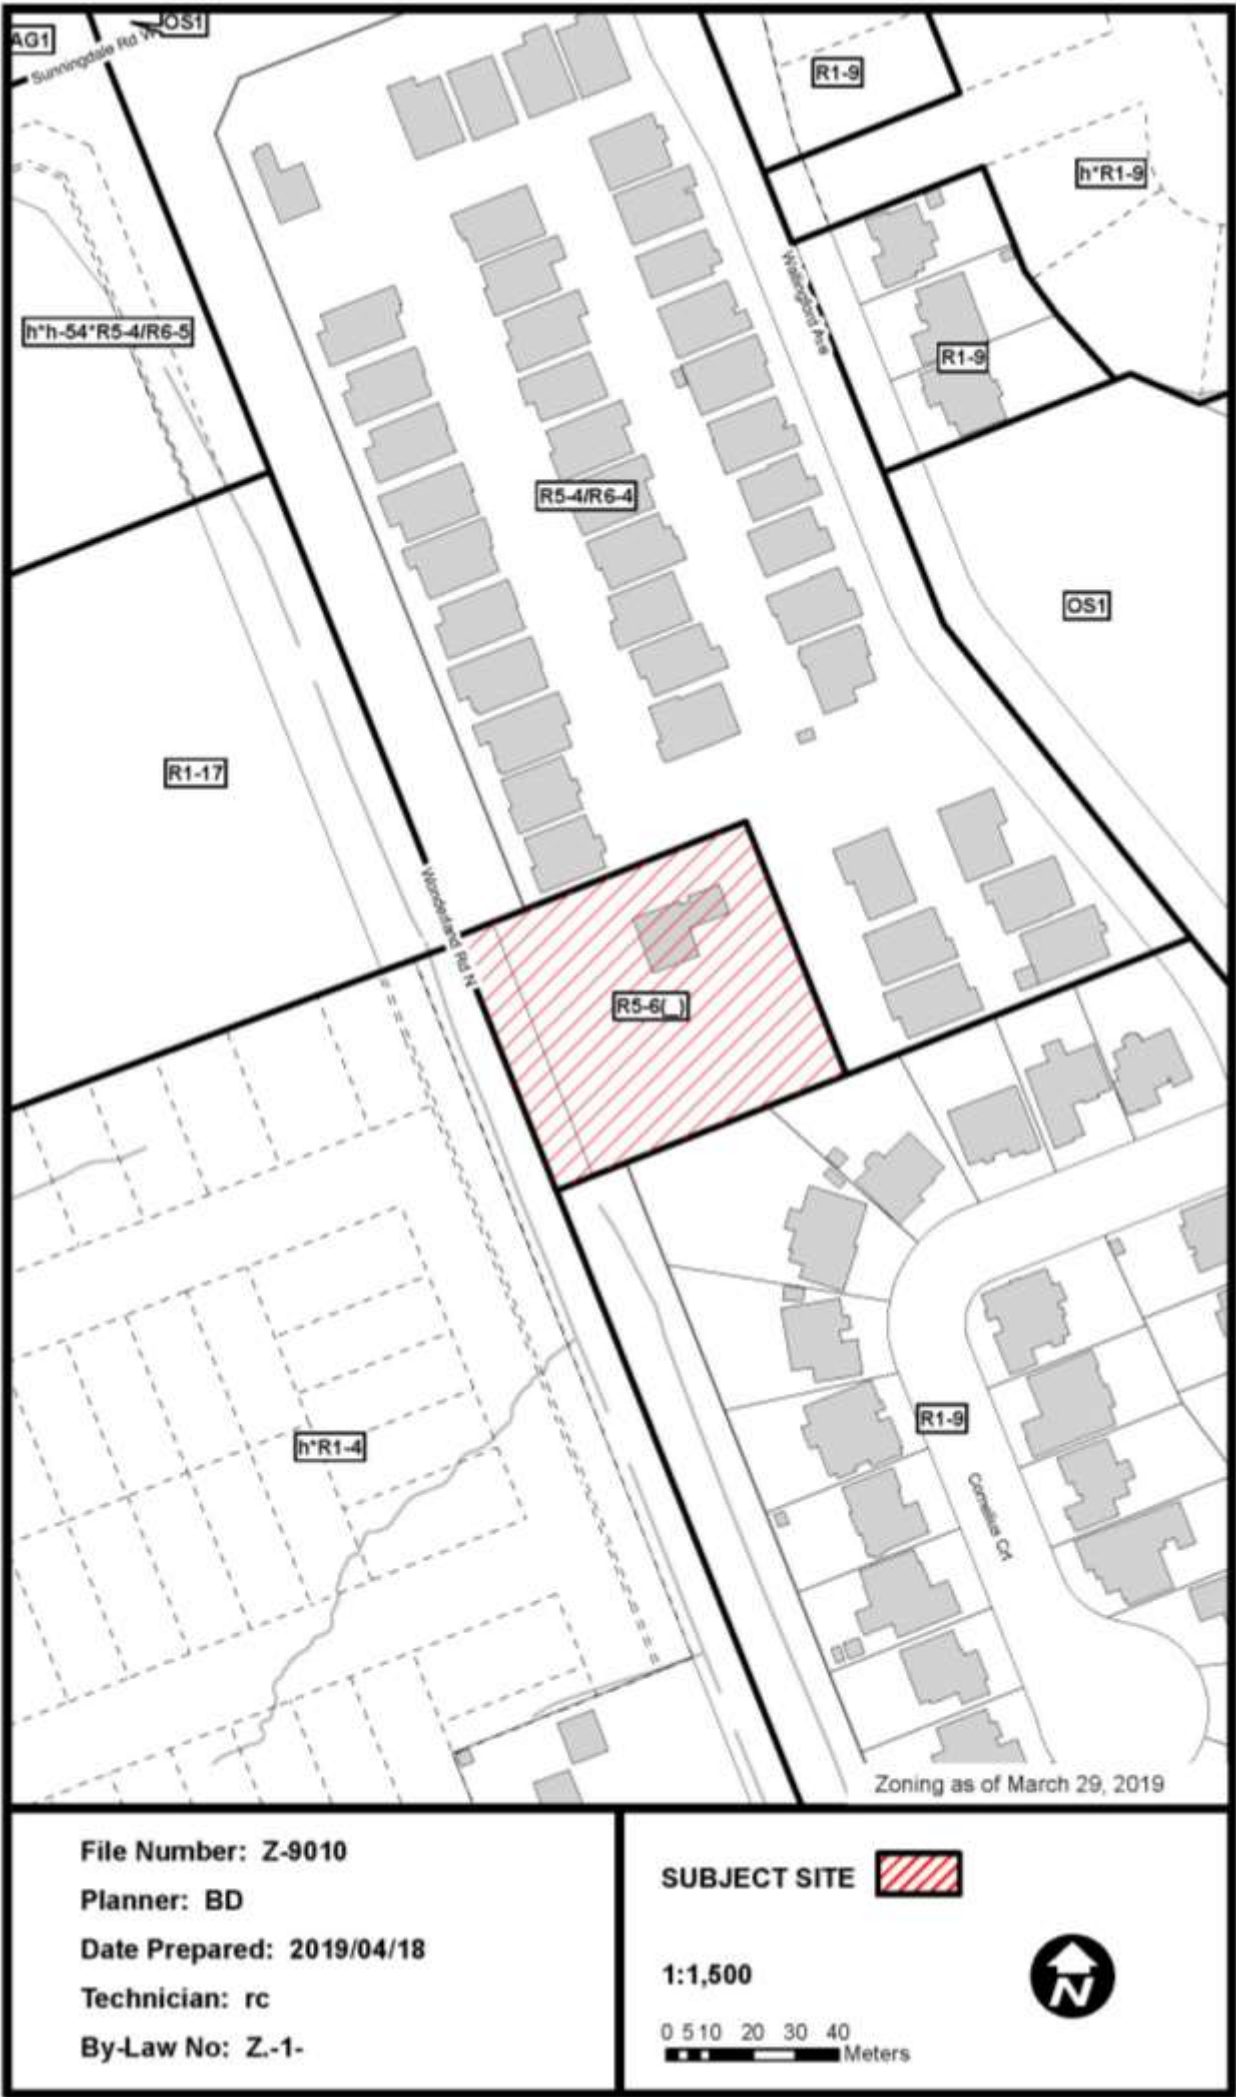 OS1
AG1
Sunningdale Rd W
R1-9
h*R1-9
Wallingford Ave
h*h-54*R5-4/R6-5
R1-9
R5-4/R6-4
OS1
R1-17
Wonderland Rd N
R5-6(_)
R1-9
h*R1-4
Cornelius Crt
Zoning as of March 29, 2019
File Number: Z-9010
Planner: BD
Date Prepared: 2019/04/18
Technician: rc
By-Law No: Z.-1-
SUBJECT SITE
1:1,500
N
0 5 10 20 30 40
Meters